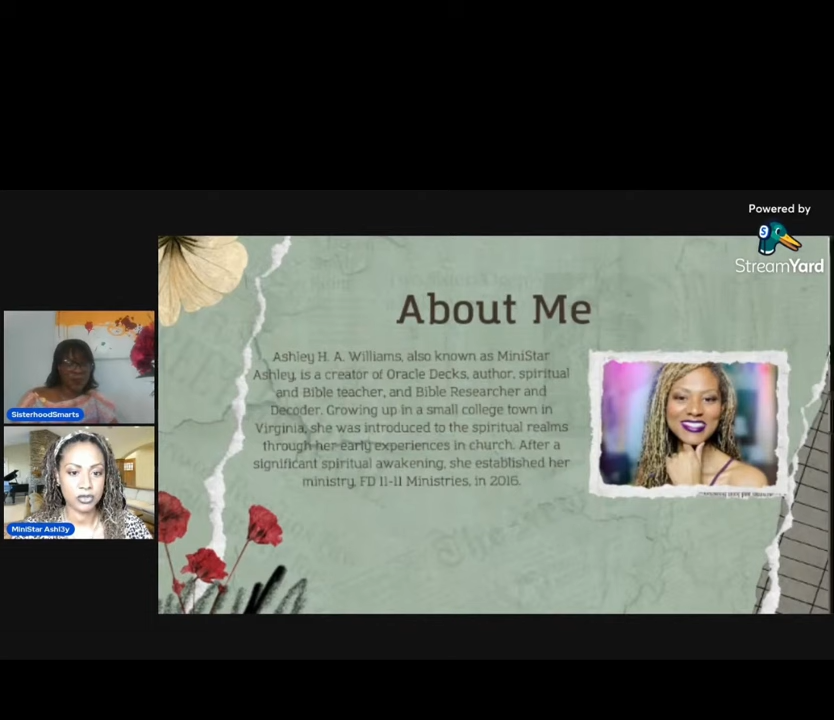 Powered by
StreamYard
About Me
Ashley H. A. Williams, also known as MiniStar
Ashley, is a creator of Oracle Decks, author, spiritual
and Bible teacher, and Bible Researcher and
Decoder. Growing up in a small college town in
Virginia, she was introduced to the spiritual realms
through her early experiences in church. After a
significant spiritual awakening, she established her
ministry, FD 11-11 Ministries, in 2016.
SisterhoodSmarts
MiniStar Ashl3y